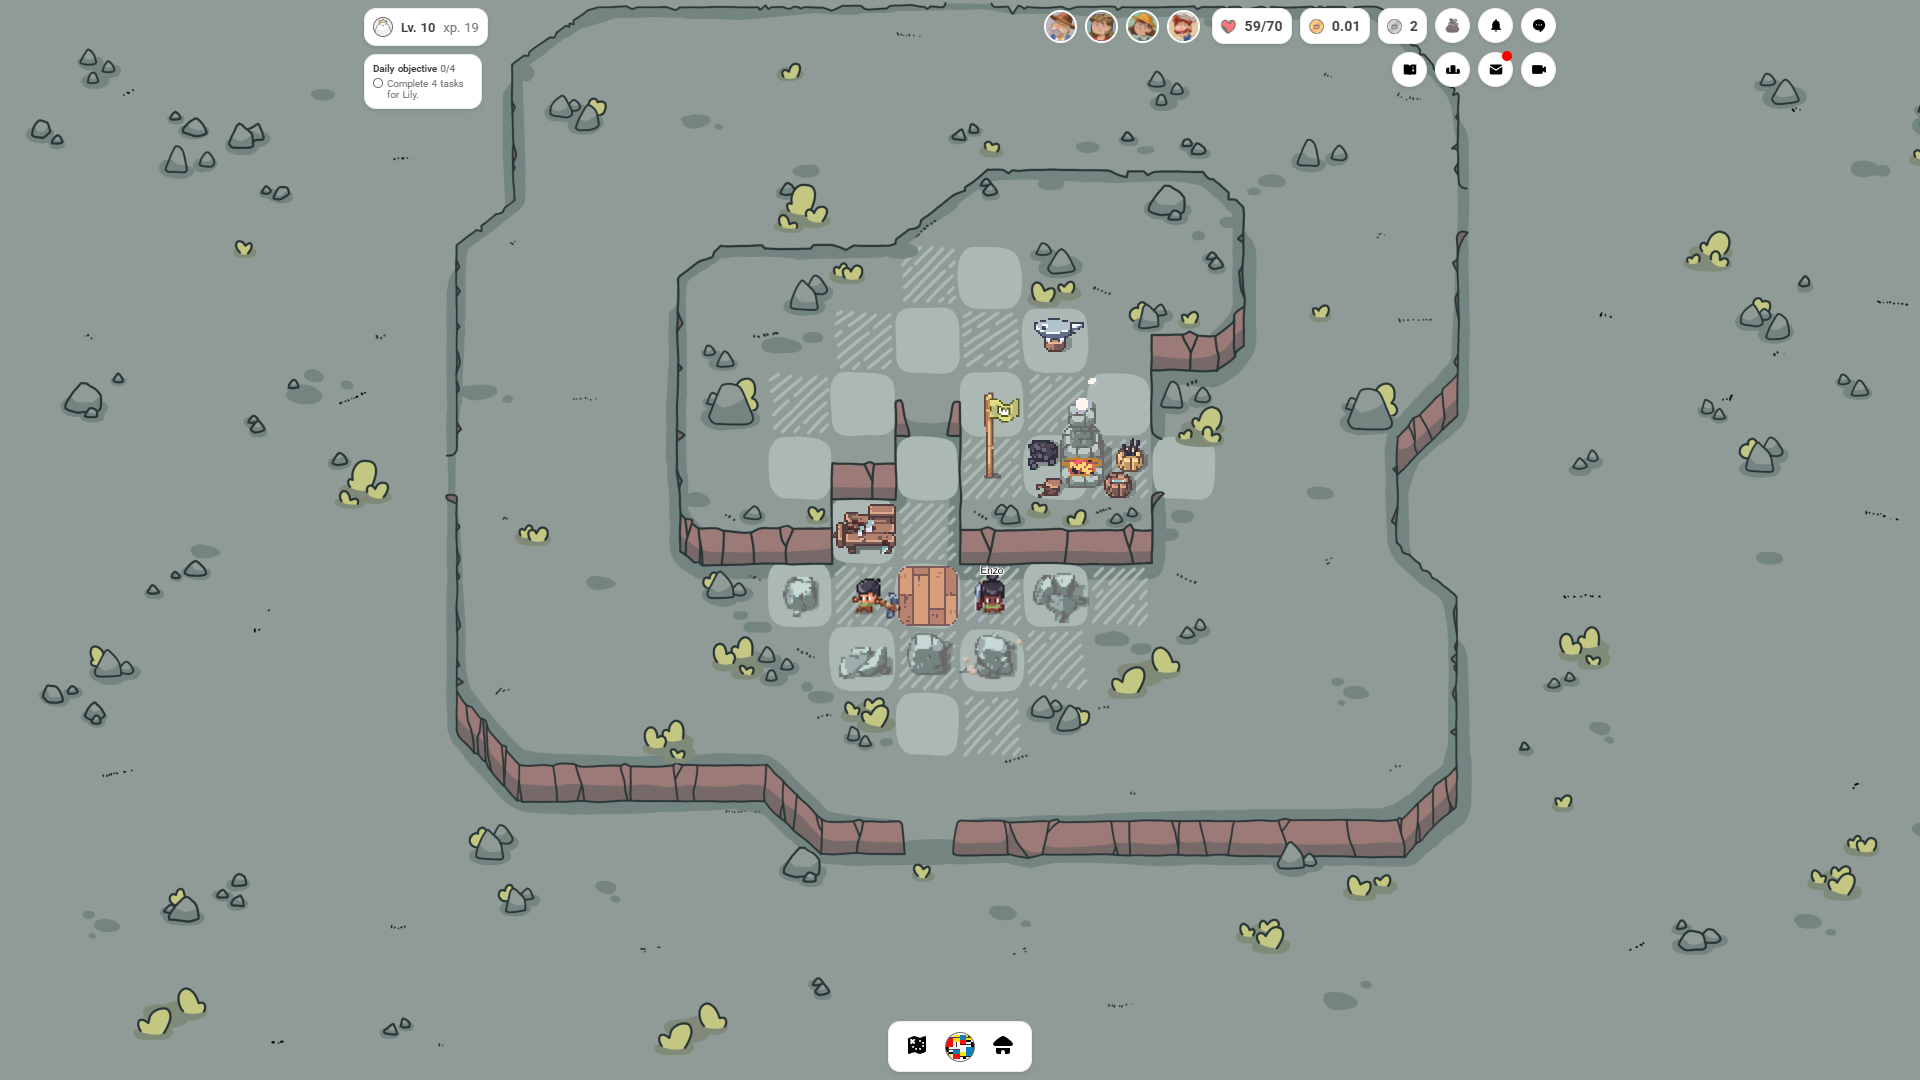 Lv. 10 xp. 19
59/70
0.01
2
Daily objective 0/4
Complete 4 tasks
for Lily.
Enzo